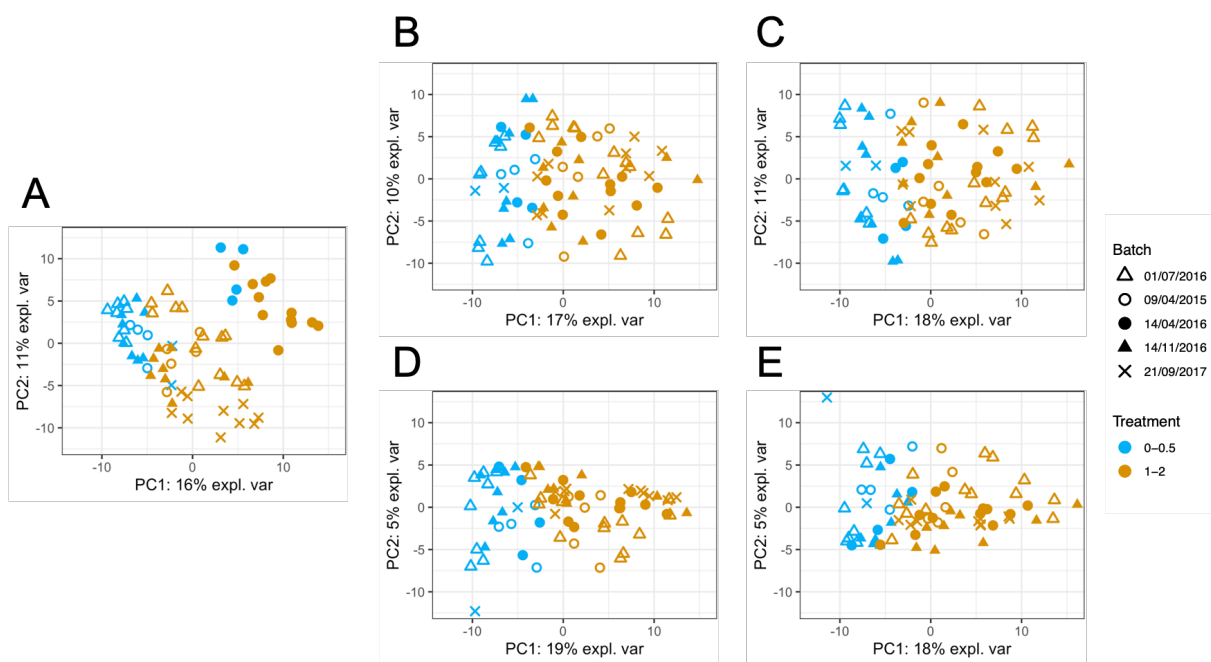 A
PC2: 11% expl. var
10
5
0
-5
-10
-10
0
10
PC1: 16% expl. var
B
PC2: 10% expl. var
10
5
0
-5
-10
-10
0
10
PC1: 17% expl. var
C
PC2: 11% expl. var
10
5
0
-5
-10
-10
0
10
PC1: 18% expl. var
D
PC2: 5% expl. var
10
5
0
-5
-10
-10
0
10
PC1: 19% expl. var
E
PC2: 5% expl. var
10
5
0
-5
-10
-10
0
10
PC1: 18% expl. var
Batch
01/07/2016
09/04/2015
14/04/2016
14/11/2016
21/09/2017
Treatment
0–0.5
1–2